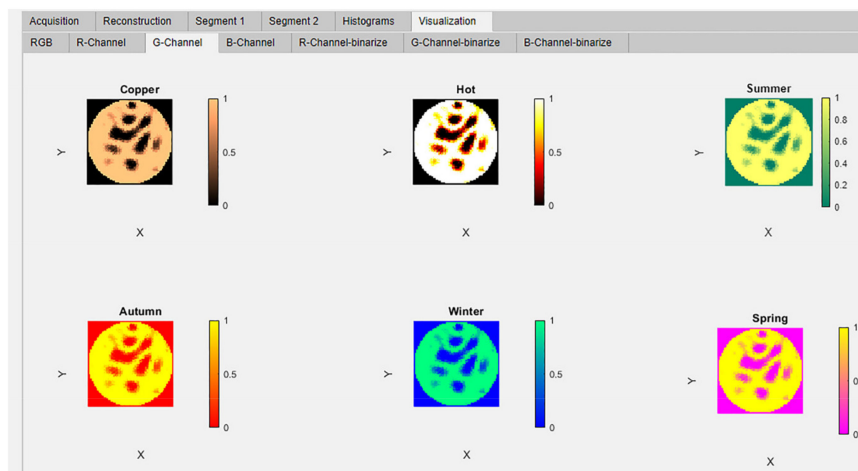 Acquisition Reconstruction Segment 1 Segment 2 Histograms Visualization
RGB R-Channel G-Channel B-Channel R-Channel-binarize G-Channel-binarize B-Channel-binarize
Copper
Y
X
1
0.5
0
Hot
Y
X
1
0.5
0
Summer
Y
X
1
0.8
0.6
0.4
0.2
0
Autumn
Y
X
1
0.5
0
Winter
Y
X
1
0.5
0
Spring
Y
X
1
0
0